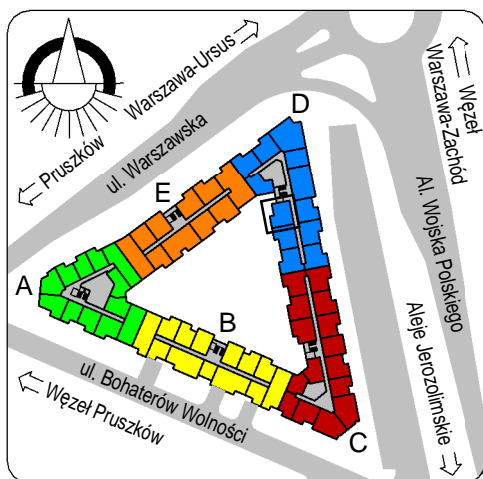 Warszawa-Ursus
Pruszków
ul. Warszawska
Węzeł
Warszawa-Zachód
Al. Wojska Polskiego
Aleje Jerozolimskie
D
E
A
B
C
ul. Bohaterów Wolności
Węzeł Pruszków